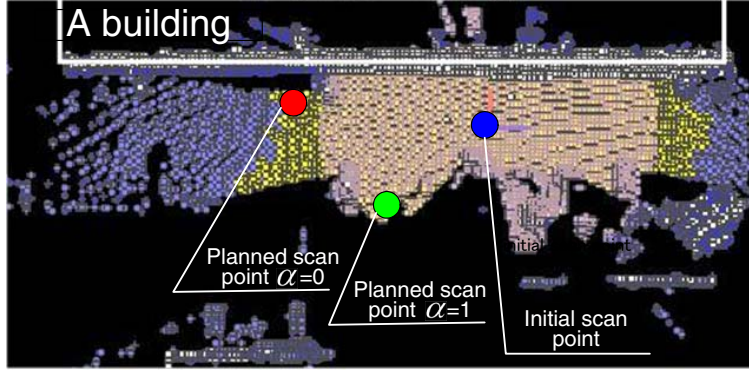 A building
Planned scan
point α=0
Planned scan
point α=1
Initial scan
point